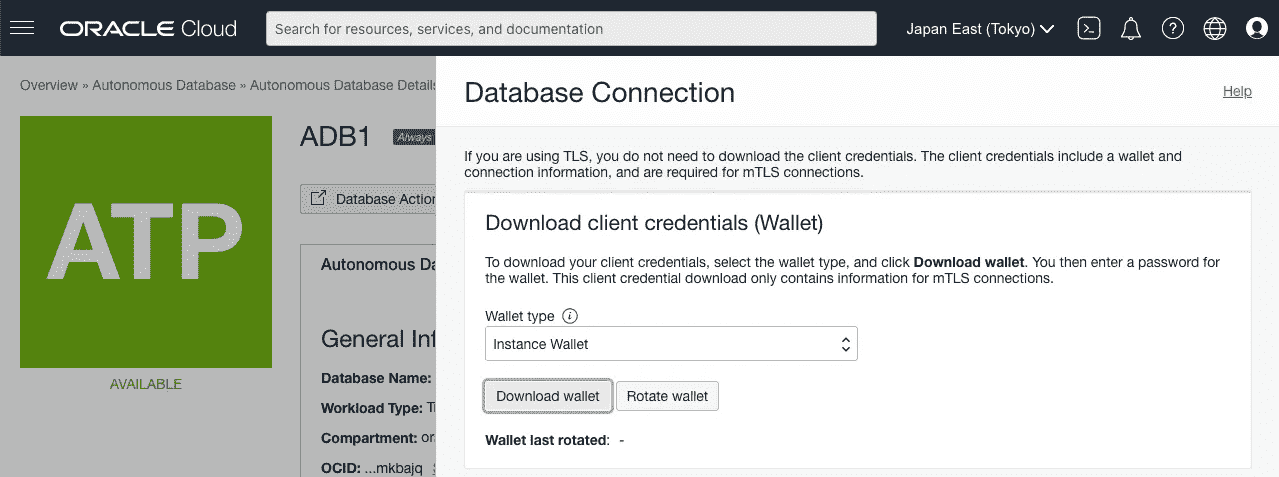 ORACLE Cloud
Search for resources, services, and documentation
Japan East (Tokyo)
Overview » Autonomous Database » Autonomous Database Details
ATP
AVAILABLE
ADB1
Always
Database Action
Autonomous Da
General Inf
Database Name:
Workload Type:
Compartment: or
OCID: ...mkbajq
Database Connection
Help
If you are using TLS, you do not need to download the client credentials. The client credentials include a wallet and
connection information, and are required for mTLS connections.
Download client credentials (Wallet)
To download your client credentials, select the wallet type, and click Download wallet. You then enter a password for
the wallet. This client credential download only contains information for mTLS connections.
Wallet type
Instance Wallet
Download wallet
Rotate wallet
Wallet last rotated: -